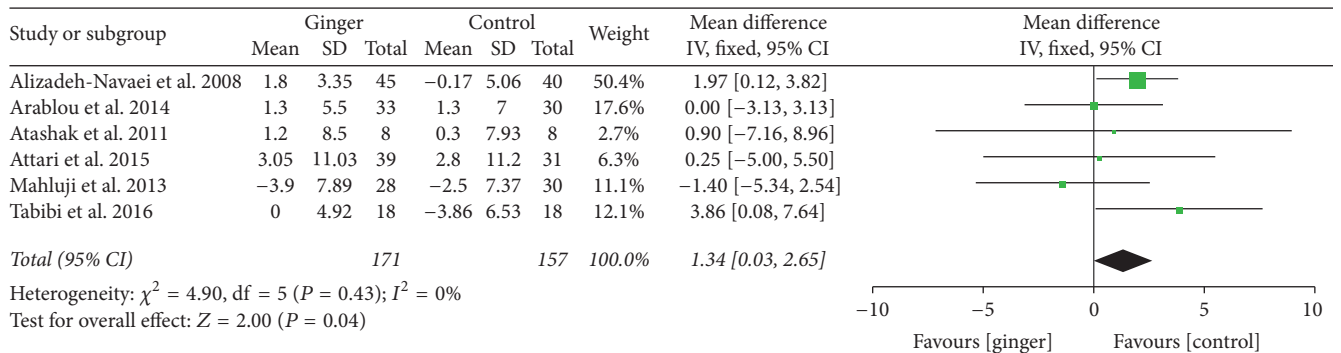 Study or subgroup Ginger Control Weight Mean difference Mean difference
Mean SD Total Mean SD Total IV, fixed, 95% CI IV, fixed, 95% CI
Alizadeh-Navaei et al. 2008 1.8 3.35 45 −0.17 5.06 40 50.4% 1.97 [0.12, 3.82]
Arablou et al. 2014 1.3 5.5 33 1.3 7 30 17.6% 0.00 [−3.13, 3.13]
Atashak et al. 2011 1.2 8.5 8 0.3 7.93 8 2.7% 0.90 [−7.16, 8.96]
Attari et al. 2015 3.05 11.03 39 2.8 11.2 31 6.3% 0.25 [−5.00, 5.50]
Mahluji et al. 2013 −3.9 7.89 28 −2.5 7.37 30 11.1% −1.40 [−5.34, 2.54]
Tabibi et al. 2016 0 4.92 18 −3.86 6.53 18 12.1% 3.86 [0.08, 7.64]
Total (95% CI) 171 157 100.0% 1.34 [0.03, 2.65]
Heterogeneity: χ² = 4.90, df = 5 (P = 0.43); I² = 0%
Test for overall effect: Z = 2.00 (P = 0.04)
−10 −5 0 5 10
Favours [ginger] Favours [control]